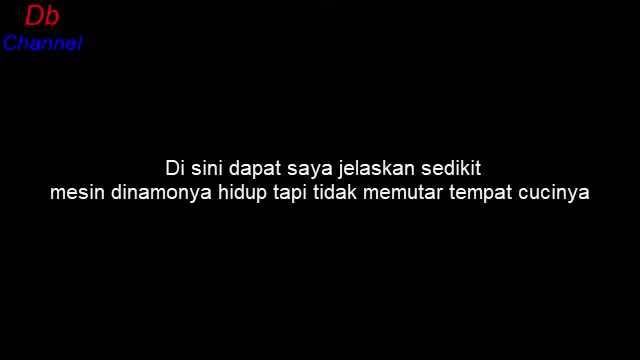 Db
Channel
Di sini dapat saya jelaskan sedikit
mesin dinamonya hidup tapi tidak memutar tempat cucinya